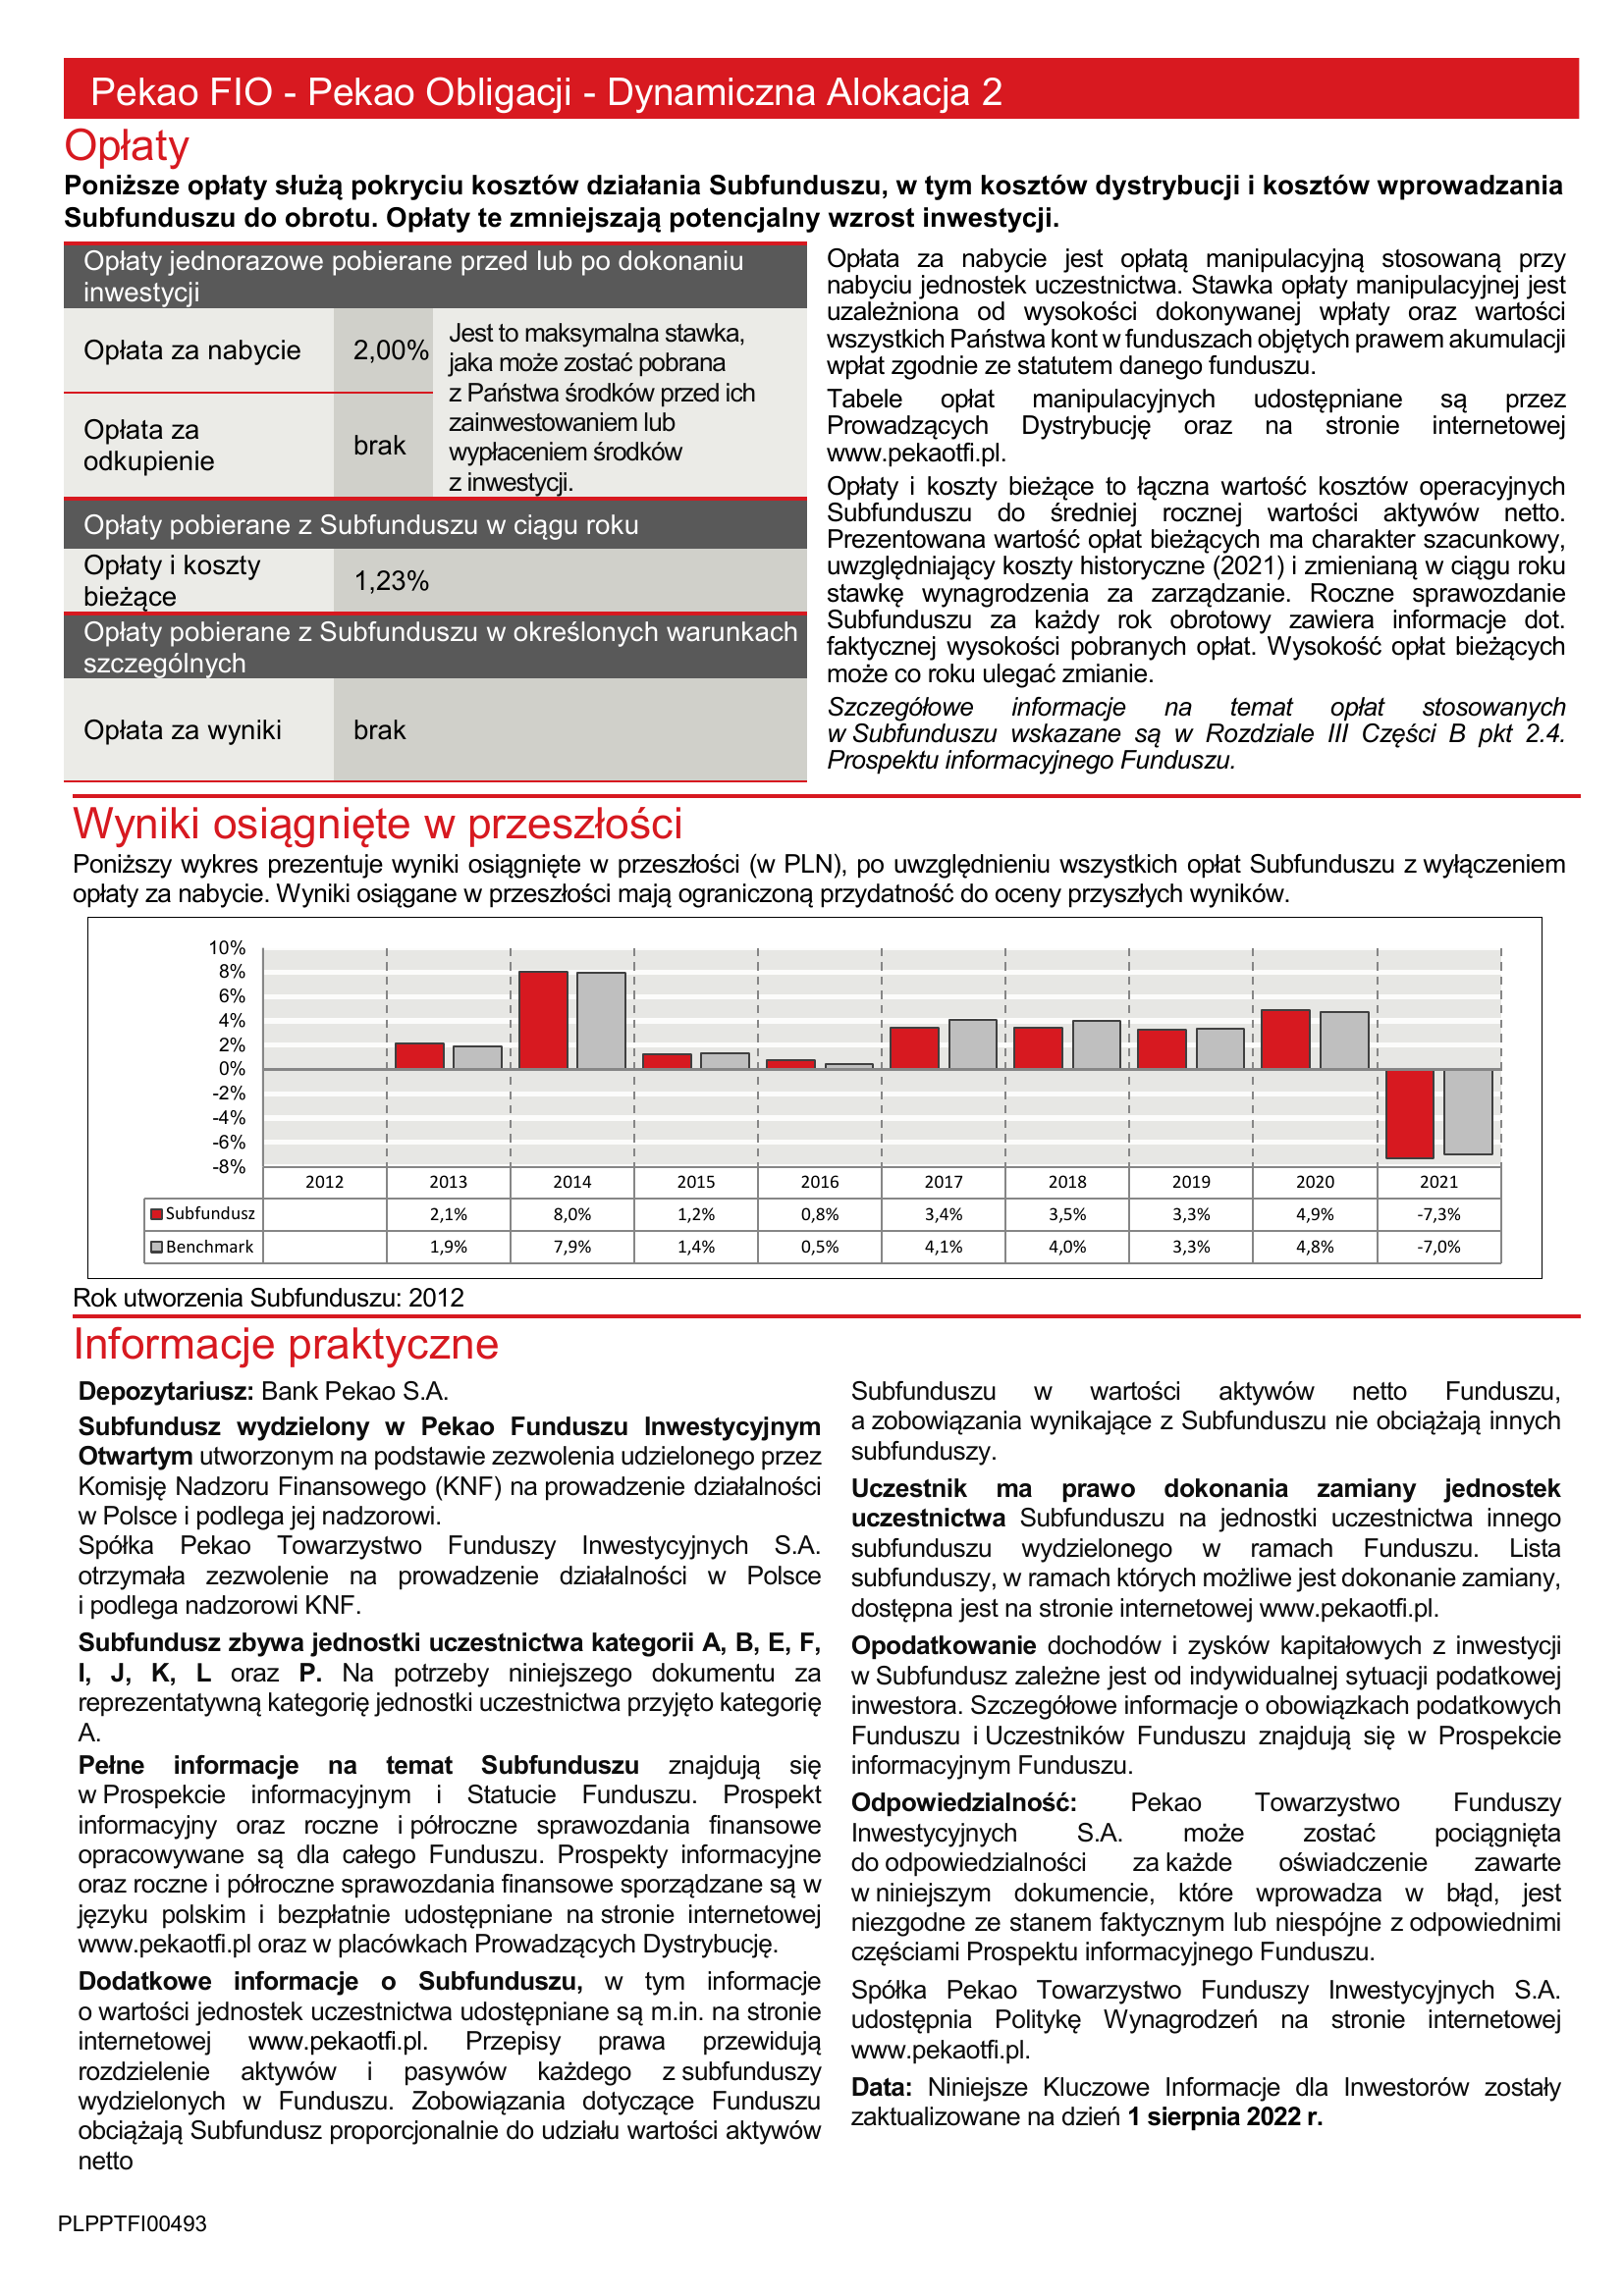 Pekao FIO - Pekao Obligacji - Dynamiczna Alokacja 2
Opłaty
Poniższe opłaty służą pokryciu kosztów działania Subfunduszu, w tym kosztów dystrybucji i kosztów wprowadzania
Subfunduszu do obrotu. Opłaty te zmniejszają potencjalny wzrost inwestycji.
Opłaty jednorazowe pobierane przed lub po dokonaniu
inwestycji
Opłata za nabycie 2,00%
Opłata za
odkupienie
brak
Jest to maksymalna stawka,
jaka może zostać pobrana
z Państwa środków przed ich
zainwestowaniem lub
wypłaceniem środków
z inwestycji.
Opłaty pobierane z Subfunduszu w ciągu roku
Opłaty i koszty
bieżące
1,23%
Opłaty pobierane z Subfunduszu w określonych warunkach
szczególnych
Opłata za wyniki brak
Opłata za nabycie jest opłatą manipulacyjną stosowaną przy
nabyciu jednostek uczestnictwa. Stawka opłaty manipulacyjnej jest
uzależniona od wysokości dokonywanej wpłaty oraz wartości
wszystkich Państwa kont w funduszach objętych prawem akumulacji
wpłat zgodnie ze statutem danego funduszu.
Tabele opłat manipulacyjnych udostępniane są przez
Prowadzących Dystrybucję oraz na stronie internetowej
www.pekaotfi.pl.
Opłaty i koszty bieżące to łączna wartość kosztów operacyjnych
Subfunduszu do średniej rocznej wartości aktywów netto.
Prezentowana wartość opłat bieżących ma charakter szacunkowy,
uwzględniający koszty historyczne (2021) i zmienianą w ciągu roku
stawkę wynagrodzenia za zarządzanie. Roczne sprawozdanie
Subfunduszu za każdy rok obrotowy zawiera informacje dot.
faktycznej wysokości pobranych opłat. Wysokość opłat bieżących
może co roku ulegać zmianie.
Szczegółowe informacje na temat opłat stosowanych
w Subfunduszu wskazane są w Rozdziale III Części B pkt 2.4.
Prospektu informacyjnego Funduszu.
Wyniki osiągnięte w przeszłości
Poniższy wykres prezentuje wyniki osiągnięte w przeszłości (w PLN), po uwzględnieniu wszystkich opłat Subfunduszu z wyłączeniem
opłaty za nabycie. Wyniki osiągane w przeszłości mają ograniczoną przydatność do oceny przyszłych wyników.
10%
8%
6%
4%
2%
0%
-2%
-4%
-6%
-8%
2012 2013 2014 2015 2016 2017 2018 2019 2020 2021
Subfundusz 2,1% 8,0% 1,2% 0,8% 3,4% 3,5% 3,3% 4,9% -7,3%
Benchmark 1,9% 7,9% 1,4% 0,5% 4,1% 4,0% 3,3% 4,8% -7,0%
Rok utworzenia Subfunduszu: 2012
Informacje praktyczne
Depozytariusz: Bank Pekao S.A.
Subfundusz wydzielony w Pekao Funduszu Inwestycyjnym
Otwartym utworzonym na podstawie zezwolenia udzielonego przez
Komisję Nadzoru Finansowego (KNF) na prowadzenie działalności
w Polsce i podlega jej nadzorowi.
Spółka Pekao Towarzystwo Funduszy Inwestycyjnych S.A.
otrzymała zezwolenie na prowadzenie działalności w Polsce
i podlega nadzorowi KNF.
Subfundusz zbywa jednostki uczestnictwa kategorii A, B, E, F,
I, J, K, L oraz P. Na potrzeby niniejszego dokumentu za
reprezentatywną kategorię jednostki uczestnictwa przyjęto kategorię
A.
Pełne informacje na temat Subfunduszu znajdują się
w Prospekcie informacyjnym i Statucie Funduszu. Prospekt
informacyjny oraz roczne i półroczne sprawozdania finansowe
opracowywane są dla całego Funduszu. Prospekty informacyjne
oraz roczne i półroczne sprawozdania finansowe sporządzane są w
języku polskim i bezpłatnie udostępniane na stronie internetowej
www.pekaotfi.pl oraz w placówkach Prowadzących Dystrybucję.
Dodatkowe informacje o Subfunduszu, w tym informacje
o wartości jednostek uczestnictwa udostępniane są m.in. na stronie
internetowej www.pekaotfi.pl. Przepisy prawa przewidują
rozdzielenie aktywów i pasywów każdego z subfunduszy
wydzielonych w Funduszu. Zobowiązania dotyczące Funduszu
obciążają Subfundusz proporcjonalnie do udziału wartości aktywów
netto
Subfunduszu w wartości aktywów netto Funduszu,
a zobowiązania wynikające z Subfunduszu nie obciążają innych
subfunduszy.
Uczestnik ma prawo dokonania zamiany jednostek
uczestnictwa Subfunduszu na jednostki uczestnictwa innego
subfunduszu wydzielonego w ramach Funduszu. Lista
subfunduszy, w ramach których możliwe jest dokonanie zamiany,
dostępna jest na stronie internetowej www.pekaotfi.pl.
Opodatkowanie dochodów i zysków kapitałowych z inwestycji
w Subfundusz zależne jest od indywidualnej sytuacji podatkowej
inwestora. Szczegółowe informacje o obowiązkach podatkowych
Funduszu i Uczestników Funduszu znajdują się w Prospekcie
informacyjnym Funduszu.
Odpowiedzialność: Pekao Towarzystwo Funduszy
Inwestycyjnych S.A. może zostać pociągnięta
do odpowiedzialności za każde oświadczenie zawarte
w niniejszym dokumencie, które wprowadza w błąd, jest
niezgodne ze stanem faktycznym lub niespójne z odpowiednimi
częściami Prospektu informacyjnego Funduszu.
Spółka Pekao Towarzystwo Funduszy Inwestycyjnych S.A.
udostępnia Politykę Wynagrodzeń na stronie internetowej
www.pekaotfi.pl.
Data: Niniejsze Kluczowe Informacje dla Inwestorów zostały
zaktualizowane na dzień 1 sierpnia 2022 r.
PLPPTFI00493